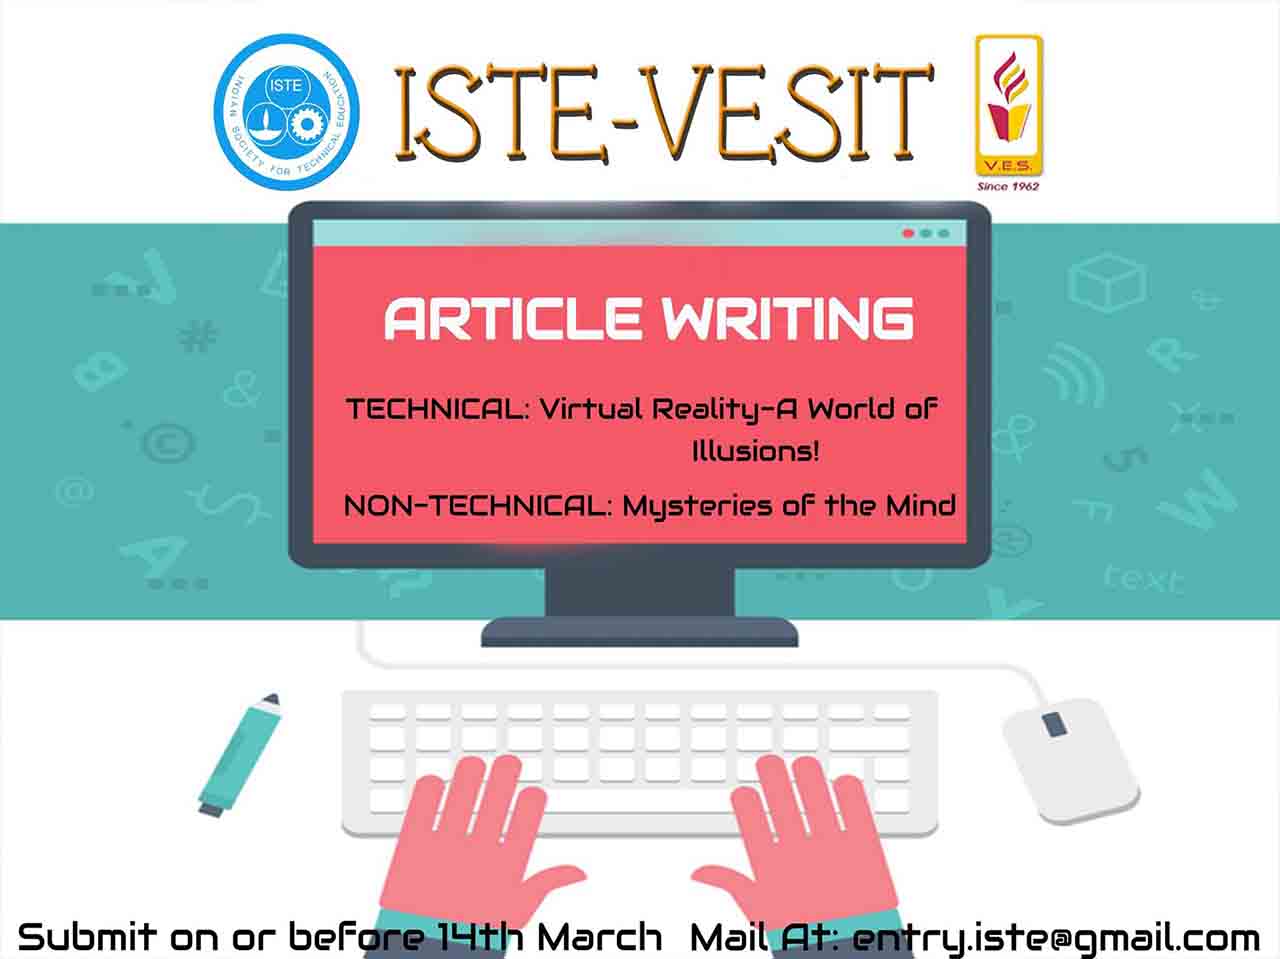 ISTE
INDIAN SOCIETY FOR TECHNICAL EDUCATION
ISTE-VESIT
V.E.S.
Since 1962
ARTICLE WRITING
TECHNICAL: Virtual Reality-A World of
Illusions!
NON-TECHNICAL: Mysteries of the Mind
text
Submit on or before 14th March Mail At: entry.iste@gmail.com